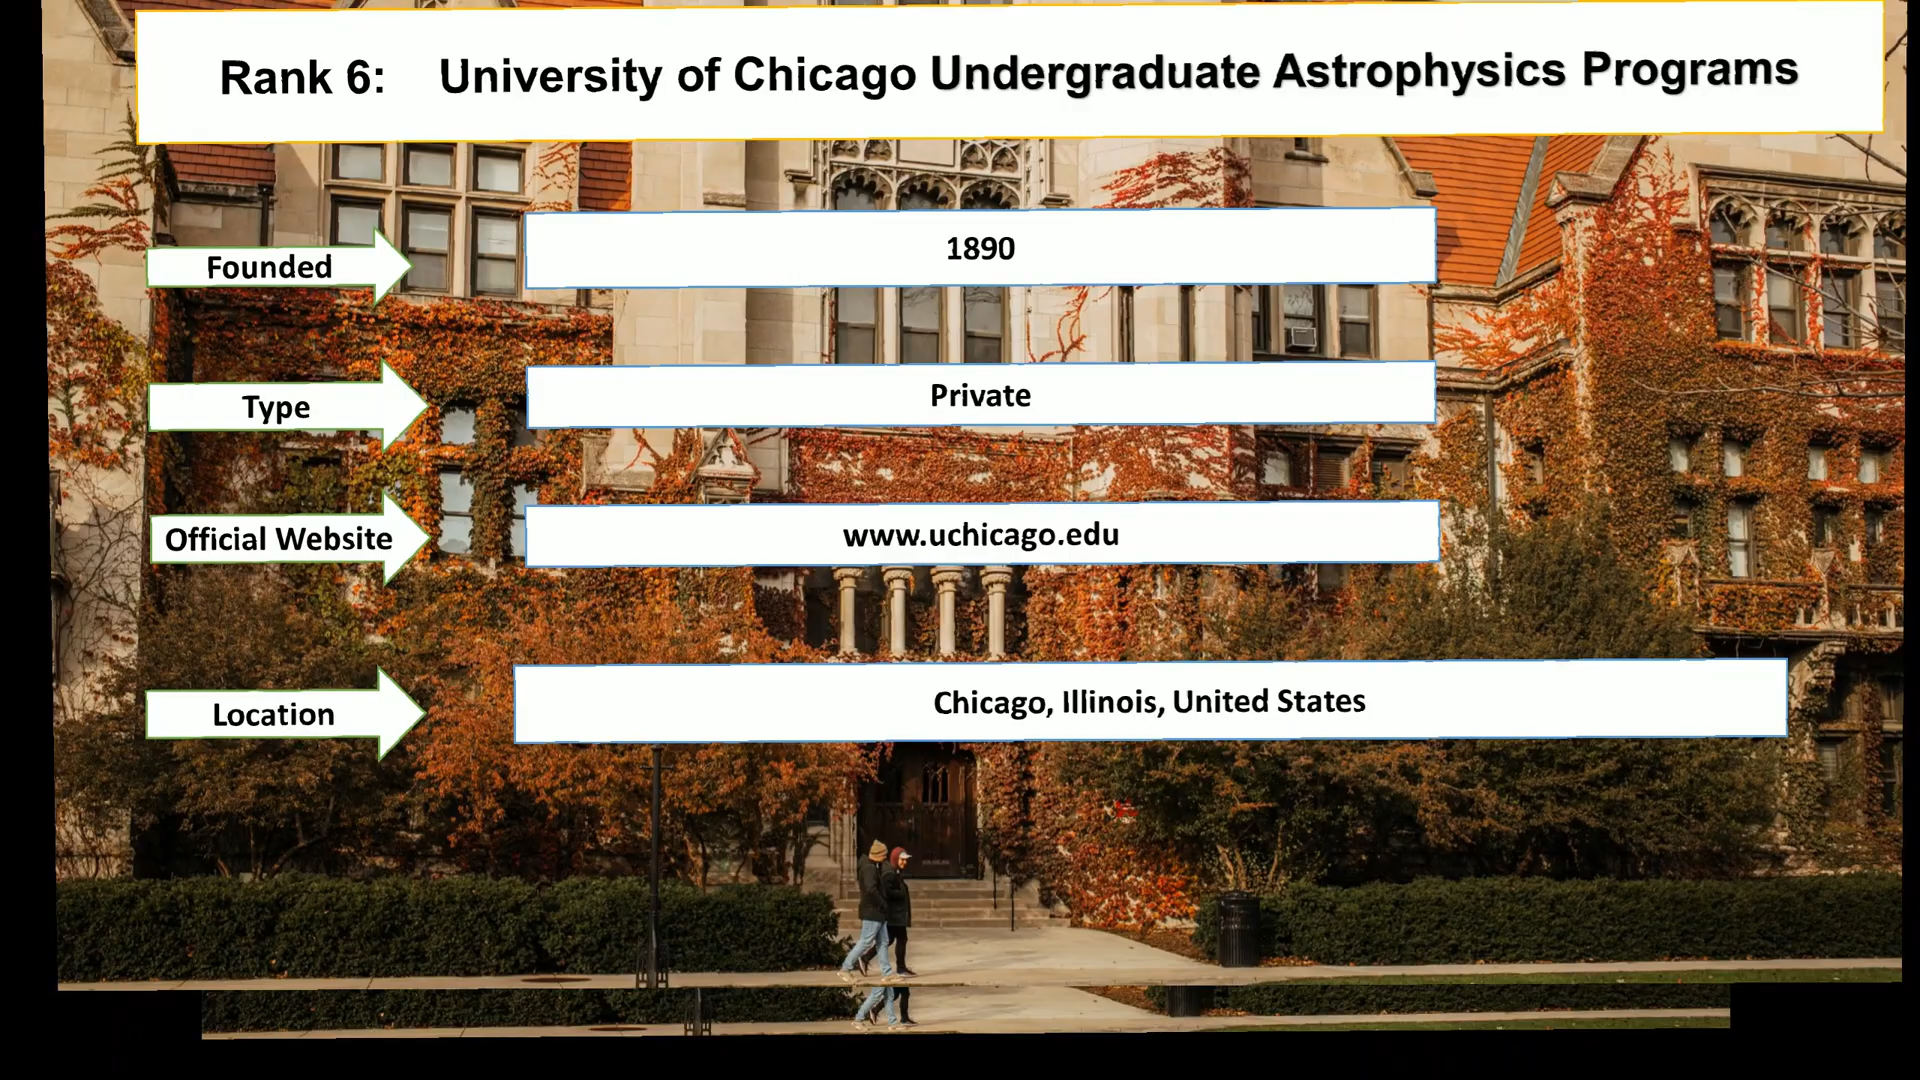 Rank 6: University of Chicago Undergraduate Astrophysics Programs
Founded
1890
Type
Private
Official Website
www.uchicago.edu
Location
Chicago, Illinois, United States